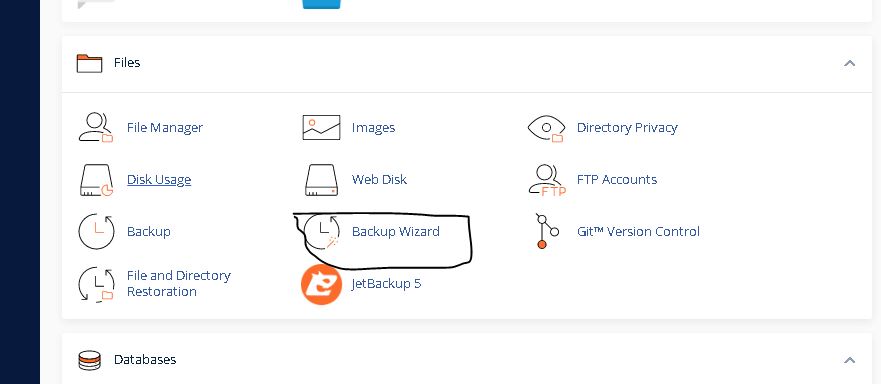 Files
File Manager
Images
Directory Privacy
Disk Usage
Web Disk
FTP Accounts
FTP
Backup
Backup Wizard
Git™ Version Control
File and Directory
Restoration
JetBackup 5
Databases